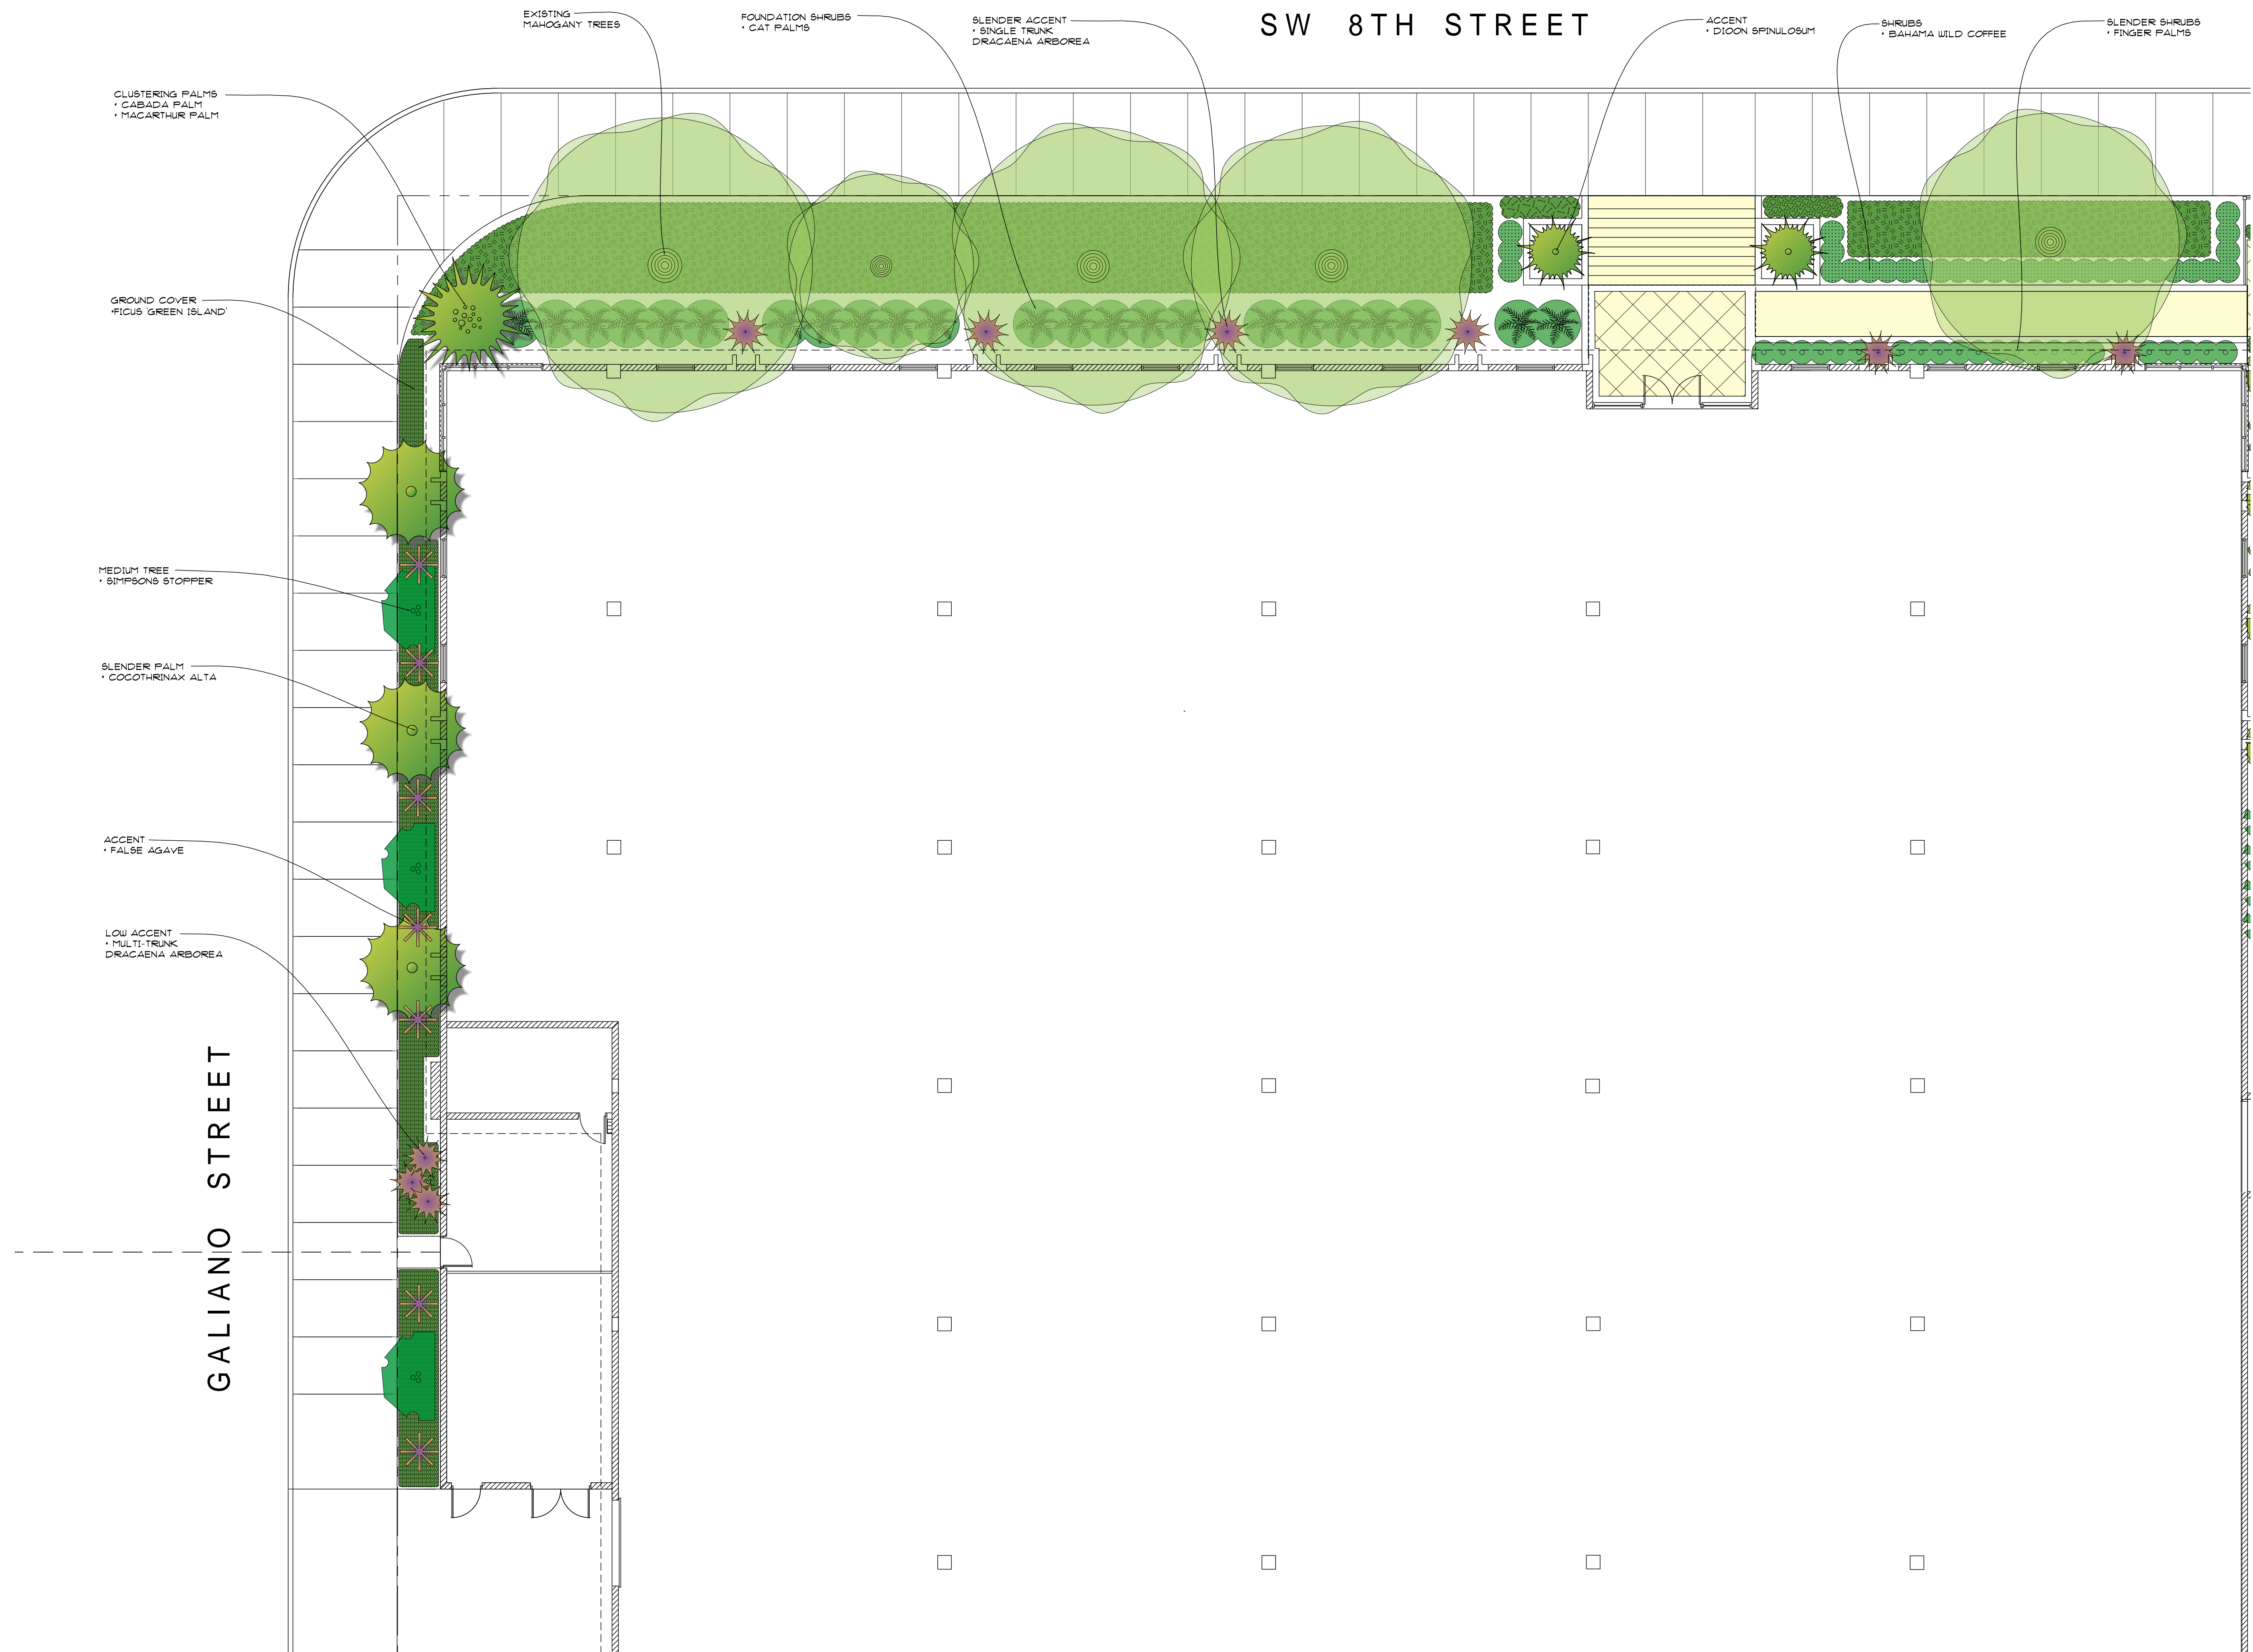 SW 8TH STREET
EXISTING
MAHOGANY TREES
FOUNDATION SHRUBS
• CAT PALMS
SLENDER ACCENT
• SINGLE TRUNK
DRACAENA ARBOREA
ACCENT
• DIOON SPINULOSUM
SHRUBS
• BAHAMA WILD COFFEE
SLENDER SHRUBS
• FINGER PALMS
CLUSTERING PALMS
• CABADA PALM
• MACARTHUR PALM
GROUND COVER
•FICUS 'GREEN ISLAND'
MEDIUM TREE
• SIMPSONS STOPPER
SLENDER PALM
• COCOTHRINAX ALTA
ACCENT
• FALSE AGAVE
LOW ACCENT
• MULTI-TRUNK
DRACAENA ARBOREA
GALIANO STREET